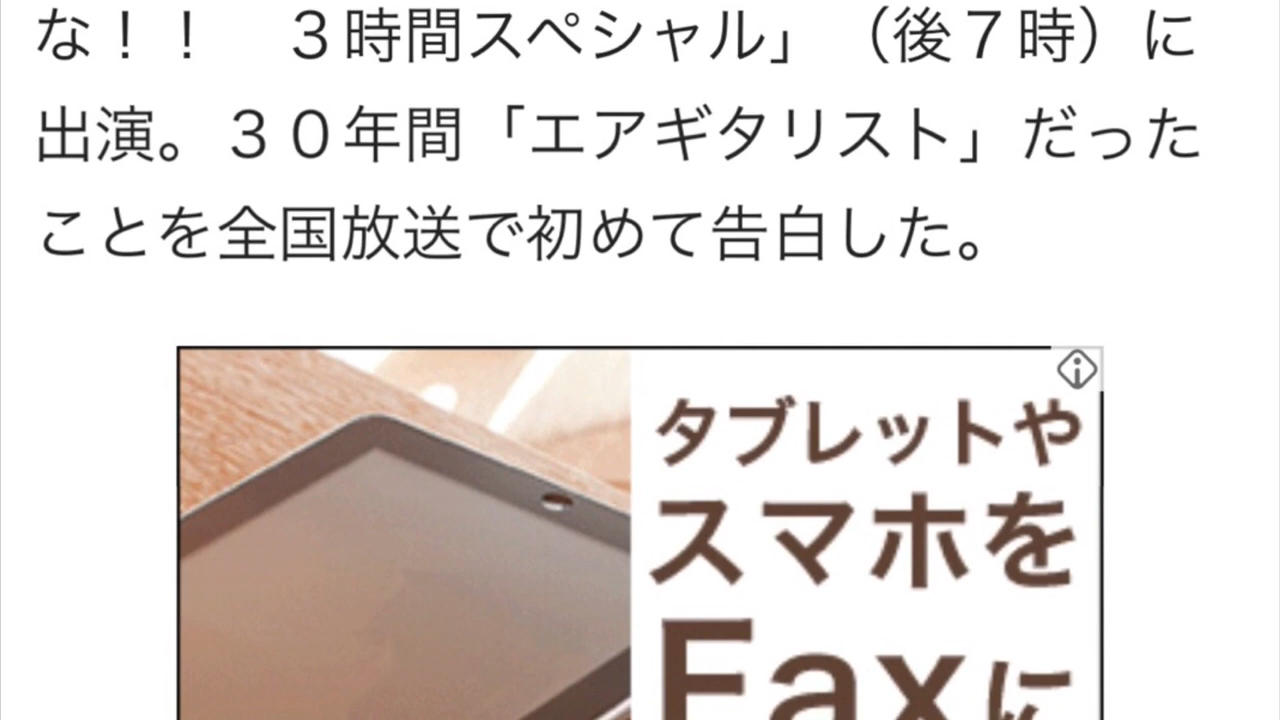 な！！　３時間スペシャル」（後７時）に
出演。３０年間「エアギタリスト」だった
ことを全国放送で初めて告白した。
タブレットや
スマホを
Faxに